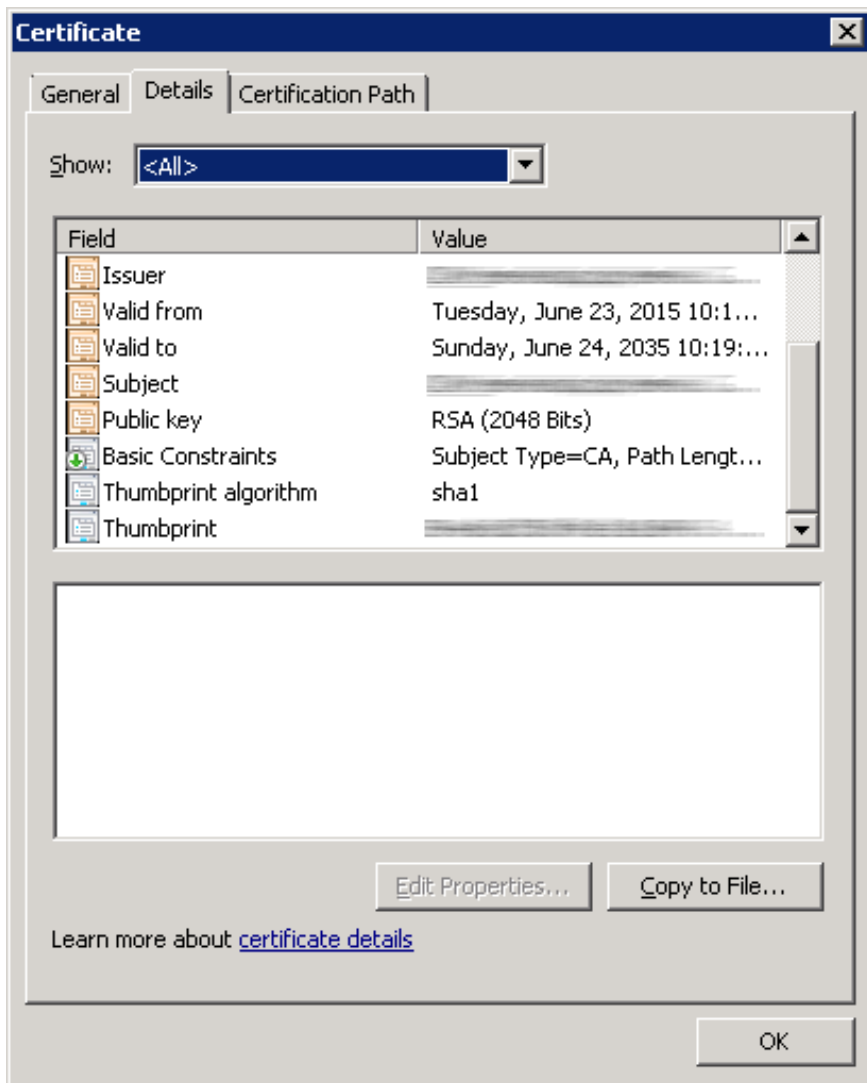 Certificate
General Details Certification Path
Show: <All>
Field Value
Issuer
Valid from Tuesday, June 23, 2015 10:1...
Valid to Sunday, June 24, 2035 10:19:...
Subject
Public key RSA (2048 Bits)
Basic Constraints Subject Type=CA, Path Lengt...
Thumbprint algorithm sha1
Thumbprint
Edit Properties... Copy to File...
Learn more about certificate details
OK